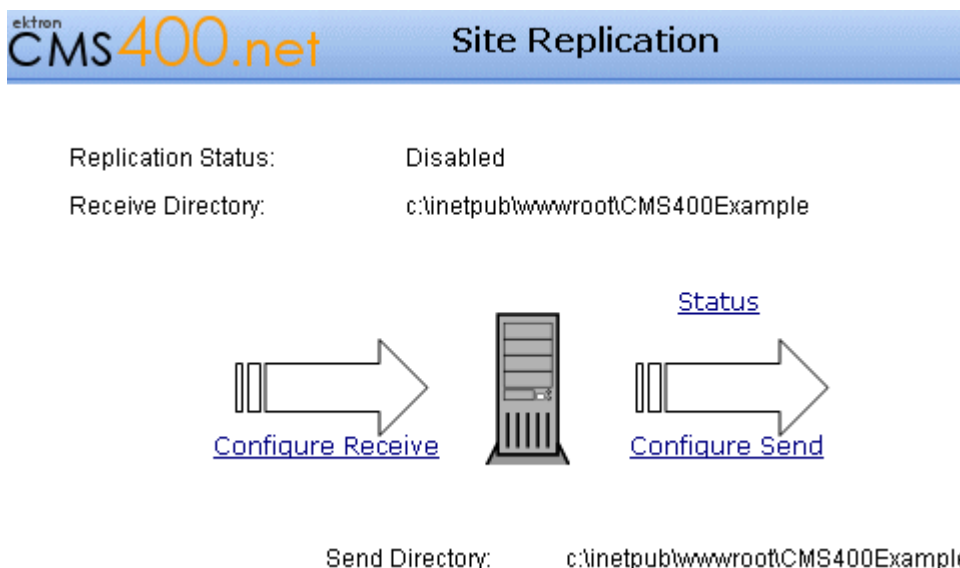 ektron
CMS400.net
Site Replication
Replication Status: Disabled
Receive Directory: c:\inetpub\wwwroot\CMS400Example
Status
Configure Receive
Configure Send
Send Directory: c:\inetpub\wwwroot\CMS400Example